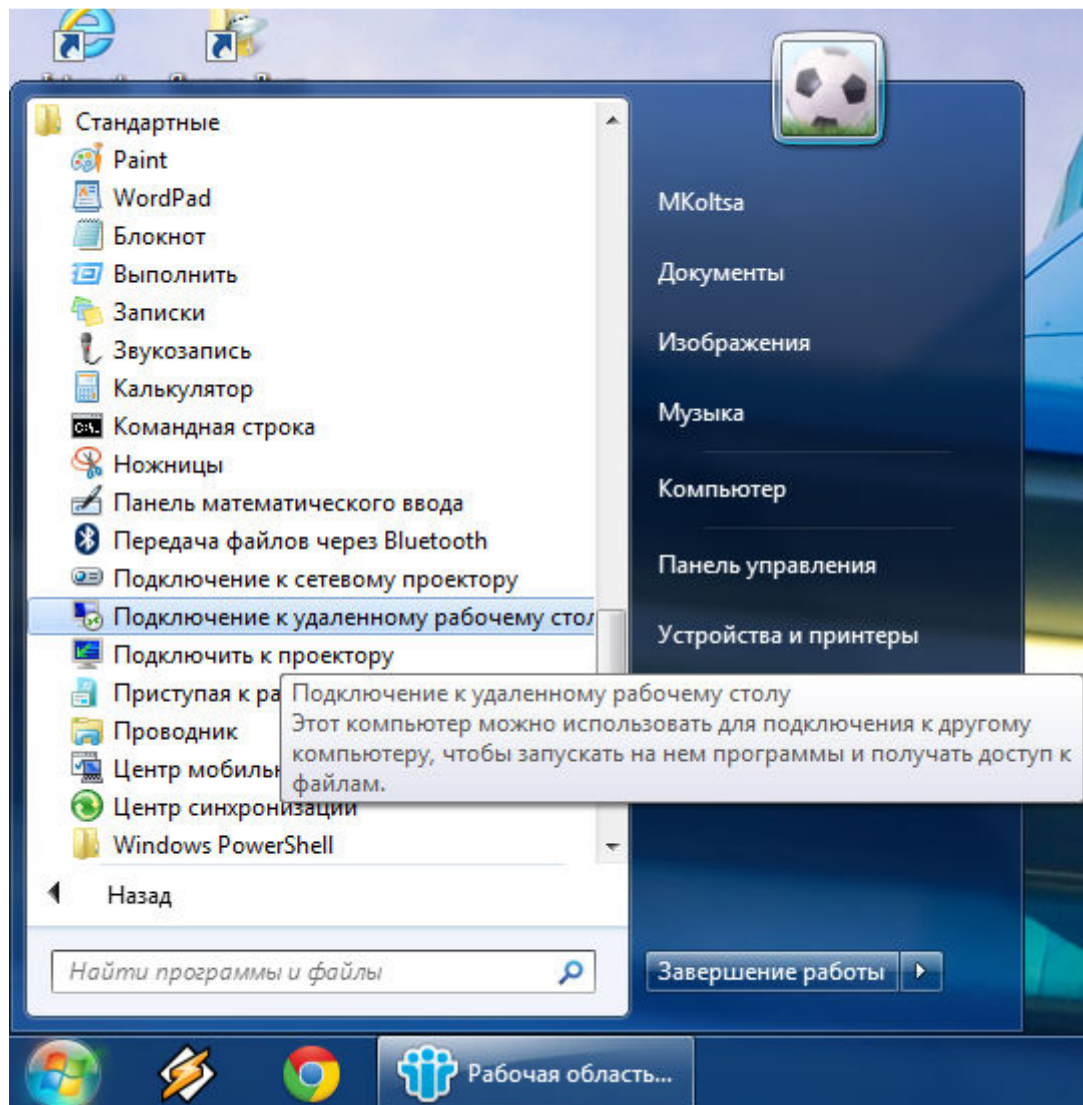 Стандартные
Paint
WordPad
Блокнот
Выполнить
Записки
Звукозапись
Калькулятор
Командная строка
Ножницы
Панель математического ввода
Передача файлов через Bluetooth
Подключение к сетевому проектору
Подключение к удаленному рабочему стол
Подключить к проектору
Приступая к ра
Проводник
Центр мобильн
Центр синхронизации
Windows PowerShell
Назад
Найти программы и файлы
MKoltsa
Документы
Изображения
Музыка
Компьютер
Панель управления
Устройства и принтеры
Подключение к удаленному рабочему столу
Этот компьютер можно использовать для подключения к другому
компьютеру, чтобы запускать на нем программы и получать доступ к
файлам.
Завершение работы
Рабочая область...